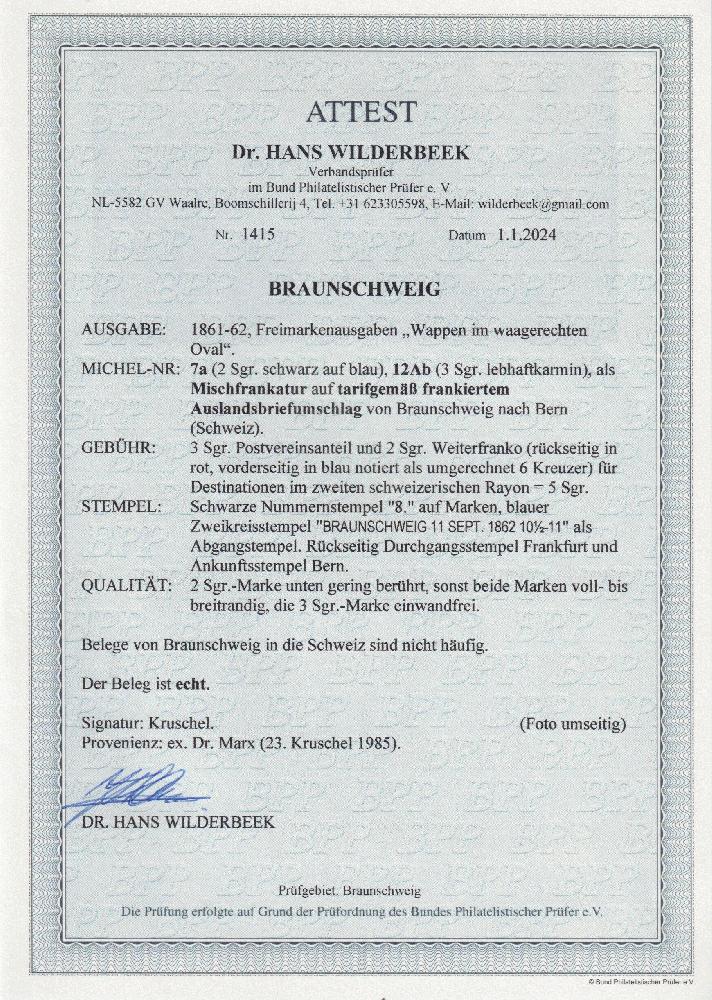 ATTEST
Dr. HANS WILDERBEEK
Verbandsprüfer
im Bund Philatelistischer Prüfer e. V.
NL-5582 GV Waalre, Boomschillerij 4, Tel. +31 623305598, E-Mail: wilderbeek@gmail.com
Nr. 1415 Datum 1.1.2024
BRAUNSCHWEIG
AUSGABE: 1861-62, Freimarkenausgaben „Wappen im waagerechten
Oval“.
MICHEL-NR: 7a (2 Sgr. schwarz auf blau), 12Ab (3 Sgr. lebhaftkarmin), als
Mischfrankatur auf tarifgemäß frankiertem
Auslandsbriefumschlag von Braunschweig nach Bern
(Schweiz).
GEBÜHR: 3 Sgr. Postvereinsanteil und 2 Sgr. Weiterfranko (rückseitig in
rot, vorderseitig in blau notiert als umgerechnet 6 Kreuzer) für
Destinationen im zweiten schweizerischen Rayon = 5 Sgr.
STEMPEL: Schwarze Nummernstempel "8." auf Marken, blauer
Zweikreisstempel "BRAUNSCHWEIG 11 SEPT. 1862 10½-11" als
Abgangstempel. Rückseitig Durchgangsstempel Frankfurt und
Ankunftsstempel Bern.
QUALITÄT: 2 Sgr.-Marke unten gering berührt, sonst beide Marken voll- bis
breitrandig, die 3 Sgr.-Marke einwandfrei.
Belege von Braunschweig in die Schweiz sind nicht häufig.
Der Beleg ist echt.
Signatur: Kruschel. (Foto umseitig)
Provenienz: ex. Dr. Marx (23. Kruschel 1985).
DR. HANS WILDERBEEK
Prüfgebiet: Braunschweig
Die Prüfung erfolgte auf Grund der Prüfordnung des Bundes Philatelistischer Prüfer e.V.
© Bund Philatelistischer Prüfer e.V.